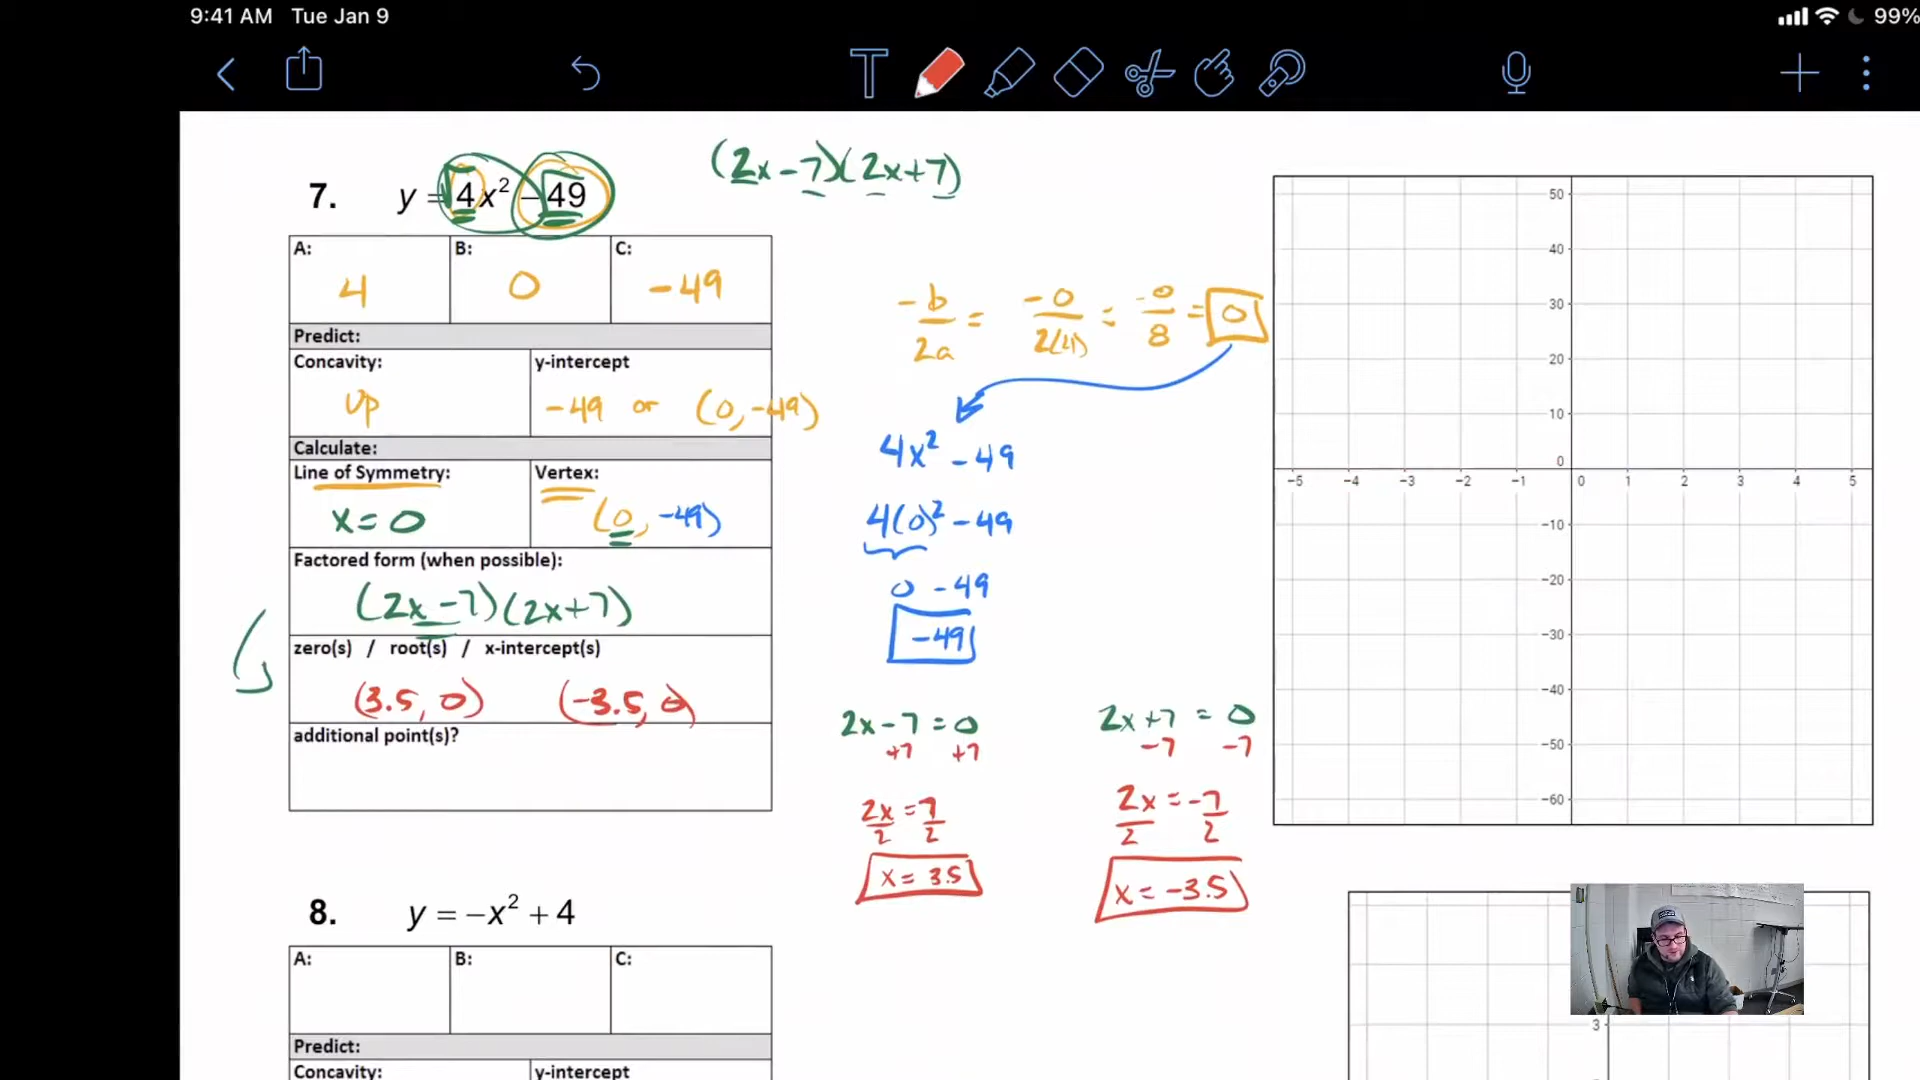 9:41 AM Tue Jan 9
99%
T
(2x-7)(2x+7)
7. y = 4x² - 49
A: B: C:
4 0 -49
-b/2a = -0/2(4) = -0/8 = 0
Predict:
Concavity: y-intercept
up -49 or (0,-49)
Calculate:
Line of Symmetry: Vertex:
x=0 (0,-49)
4x² - 49
4(0)² - 49
0 - 49
-49
Factored form (when possible):
(2x-7)(2x+7)
zero(s) / root(s) / x-intercept(s)
(3.5, 0) (-3.5, 0)
additional point(s)?
2x-7=0
+7 +7
2x/2 = 7/2
x = 3.5
2x+7 = 0
-7 -7
2x/2 = -7/2
x = -3.5
50
40
30
20
10
0
-5 -4 -3 -2 -1 0 1 2 3 4 5
-10
-20
-30
-40
-50
-60
8. y = -x² + 4
A: B: C:
Predict:
Concavity: y-intercept
3